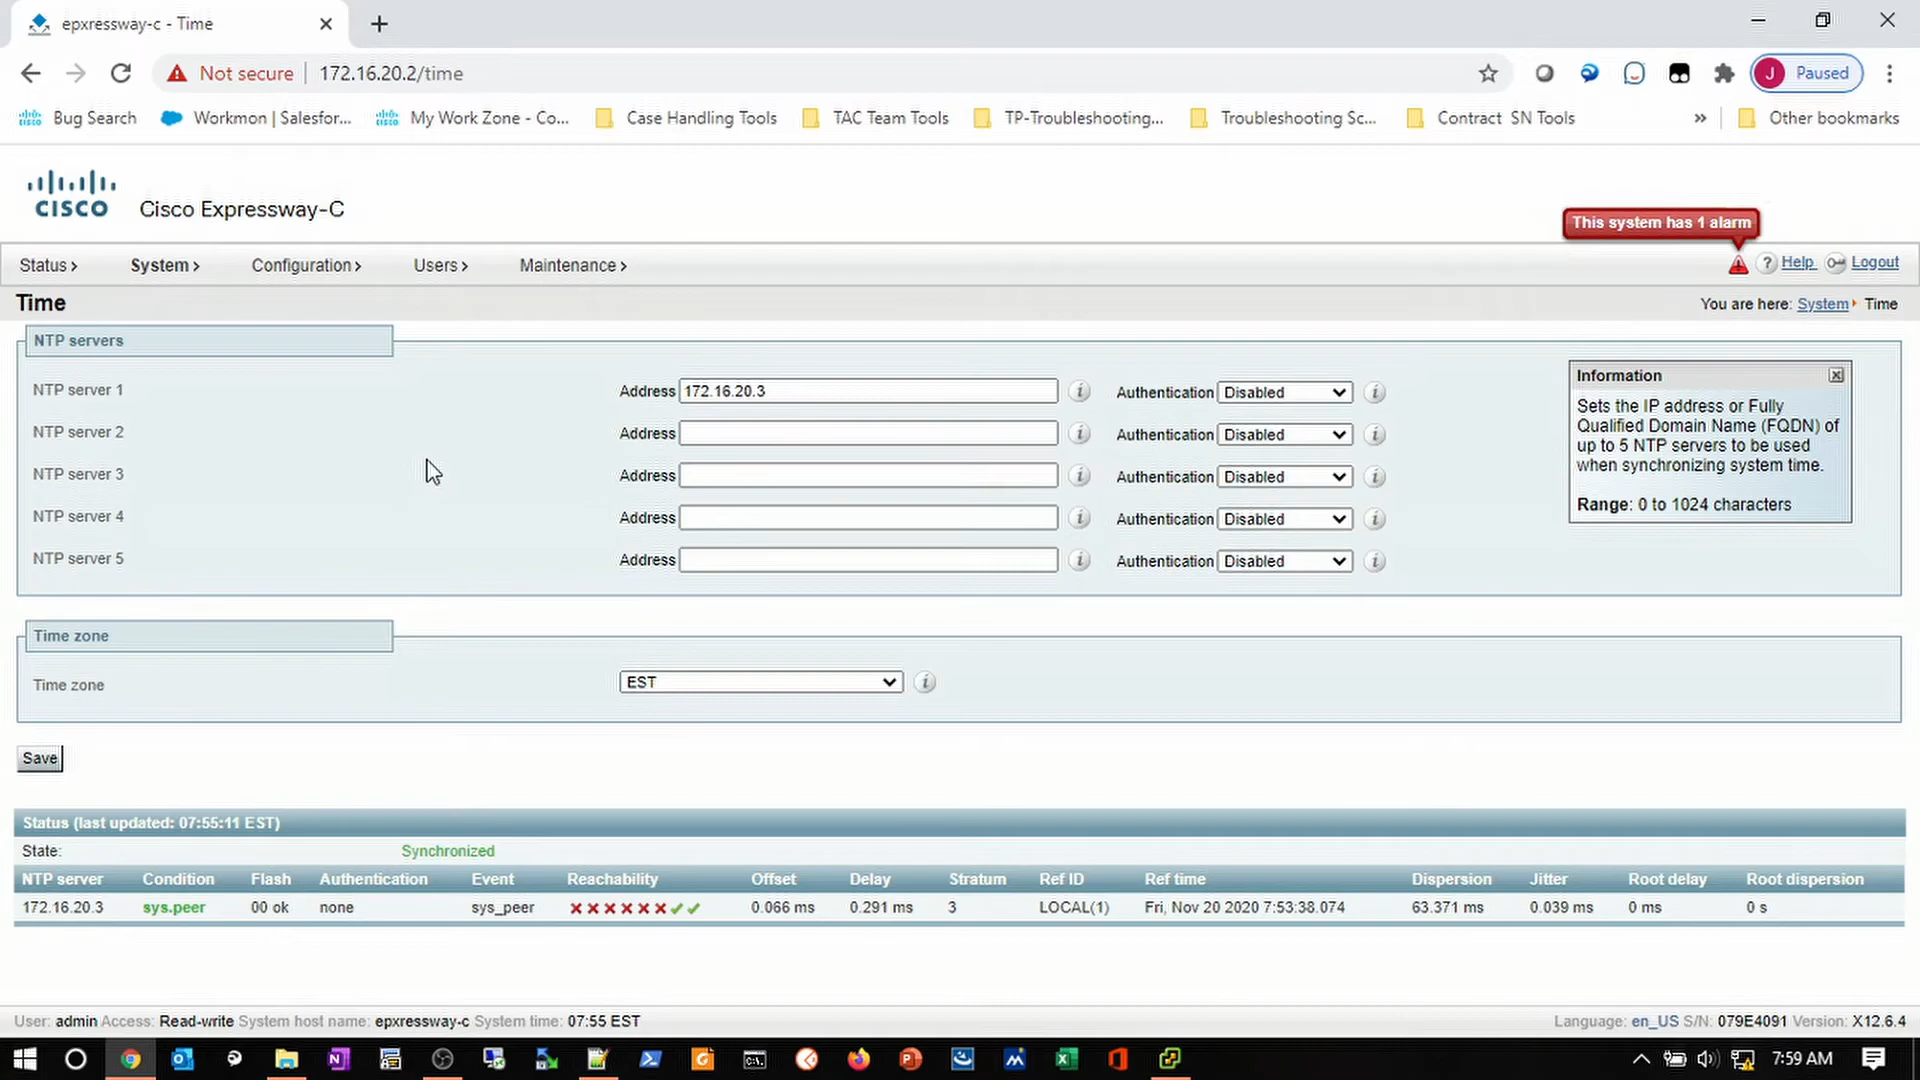 epxressway-c - Time
Not secure 172.16.20.2/time Paused
J
Bug Search Workmon | Salesfor... My Work Zone - Co... Case Handling Tools TAC Team Tools TP-Troubleshooting... Troubleshooting Sc... Contract SN Tools » Other bookmarks
CISCO Cisco Expressway-C
This system has 1 alarm
Status > System > Configuration > Users > Maintenance > Help Logout
Time You are here: System Time
NTP servers
NTP server 1 Address 172.16.20.3 Authentication Disabled
NTP server 2 Address Authentication Disabled
NTP server 3 Address Authentication Disabled
NTP server 4 Address Authentication Disabled
NTP server 5 Address Authentication Disabled
Information
Sets the IP address or Fully
Qualified Domain Name (FQDN) of
up to 5 NTP servers to be used
when synchronizing system time.
Range: 0 to 1024 characters
Time zone
Time zone EST
Save
Status (last updated: 07:55:11 EST)
State: Synchronized
NTP server Condition Flash Authentication Event Reachability Offset Delay Stratum Ref ID Ref time Dispersion Jitter Root delay Root dispersion
172.16.20.3 sys.peer 00 ok none sys_peer 0.066 ms 0.291 ms 3 LOCAL(1) Fri, Nov 20 2020 7:53:38.074 63.371 ms 0.039 ms 0 ms 0 s
User: admin Access: Read-write System host name: epxressway-c System time: 07:55 EST Language: en_US S/N: 079E4091 Version: X12.6.4
7:59 AM